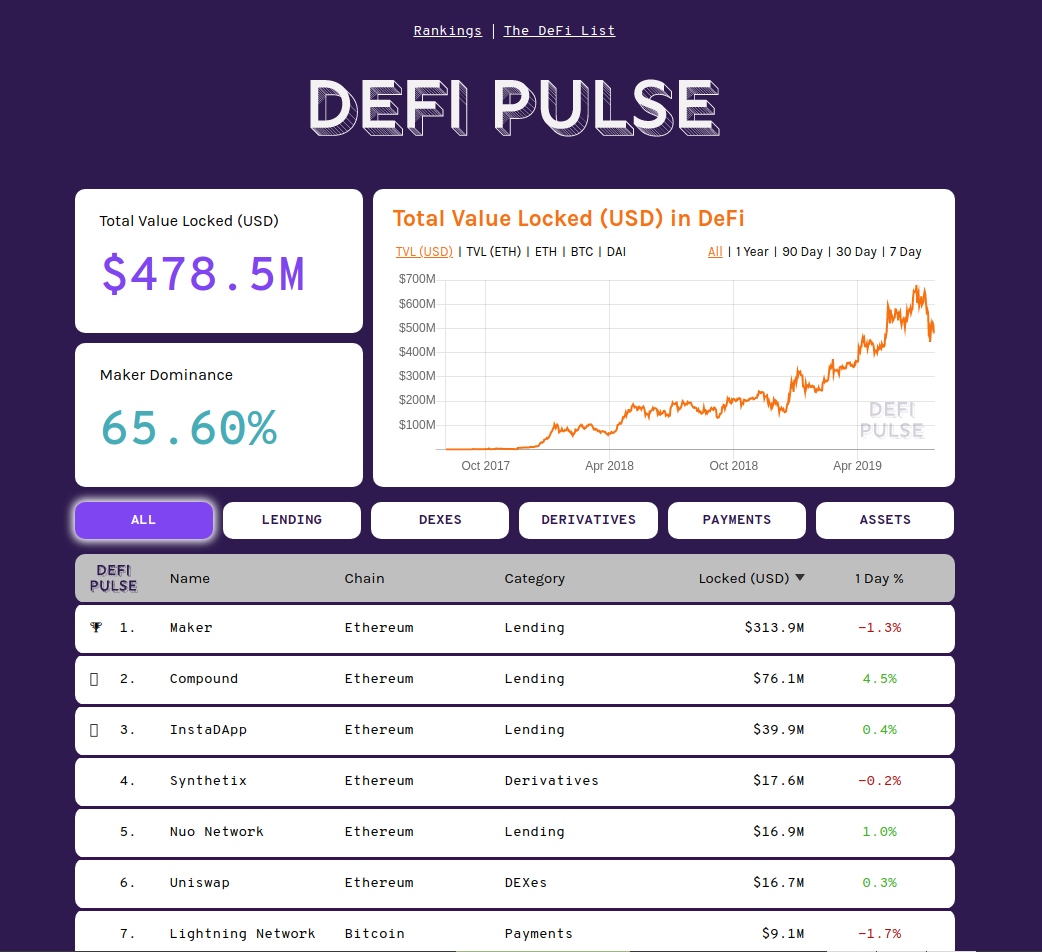 Rankings | The DeFi List
DEFI PULSE
Total Value Locked (USD)
$478.5M
Maker Dominance
65.60%
Total Value Locked (USD) in DeFi
TVL (USD) | TVL (ETH) | ETH | BTC | DAI All | 1 Year | 90 Day | 30 Day | 7 Day
$700M
$600M
$500M
$400M
$300M
$200M
$100M
DEFI
PULSE
Oct 2017 Apr 2018 Oct 2018 Apr 2019
ALL LENDING DEXES DERIVATIVES PAYMENTS ASSETS
DEFI
PULSE
Name Chain Category Locked (USD) ▼ 1 Day %
1. Maker Ethereum Lending $313.9M −1.3%
2. Compound Ethereum Lending $76.1M 4.5%
3. InstaDApp Ethereum Lending $39.9M 0.4%
4. Synthetix Ethereum Derivatives $17.6M −0.2%
5. Nuo Network Ethereum Lending $16.9M 1.0%
6. Uniswap Ethereum DEXes $16.7M 0.3%
7. Lightning Network Bitcoin Payments $9.1M −1.7%